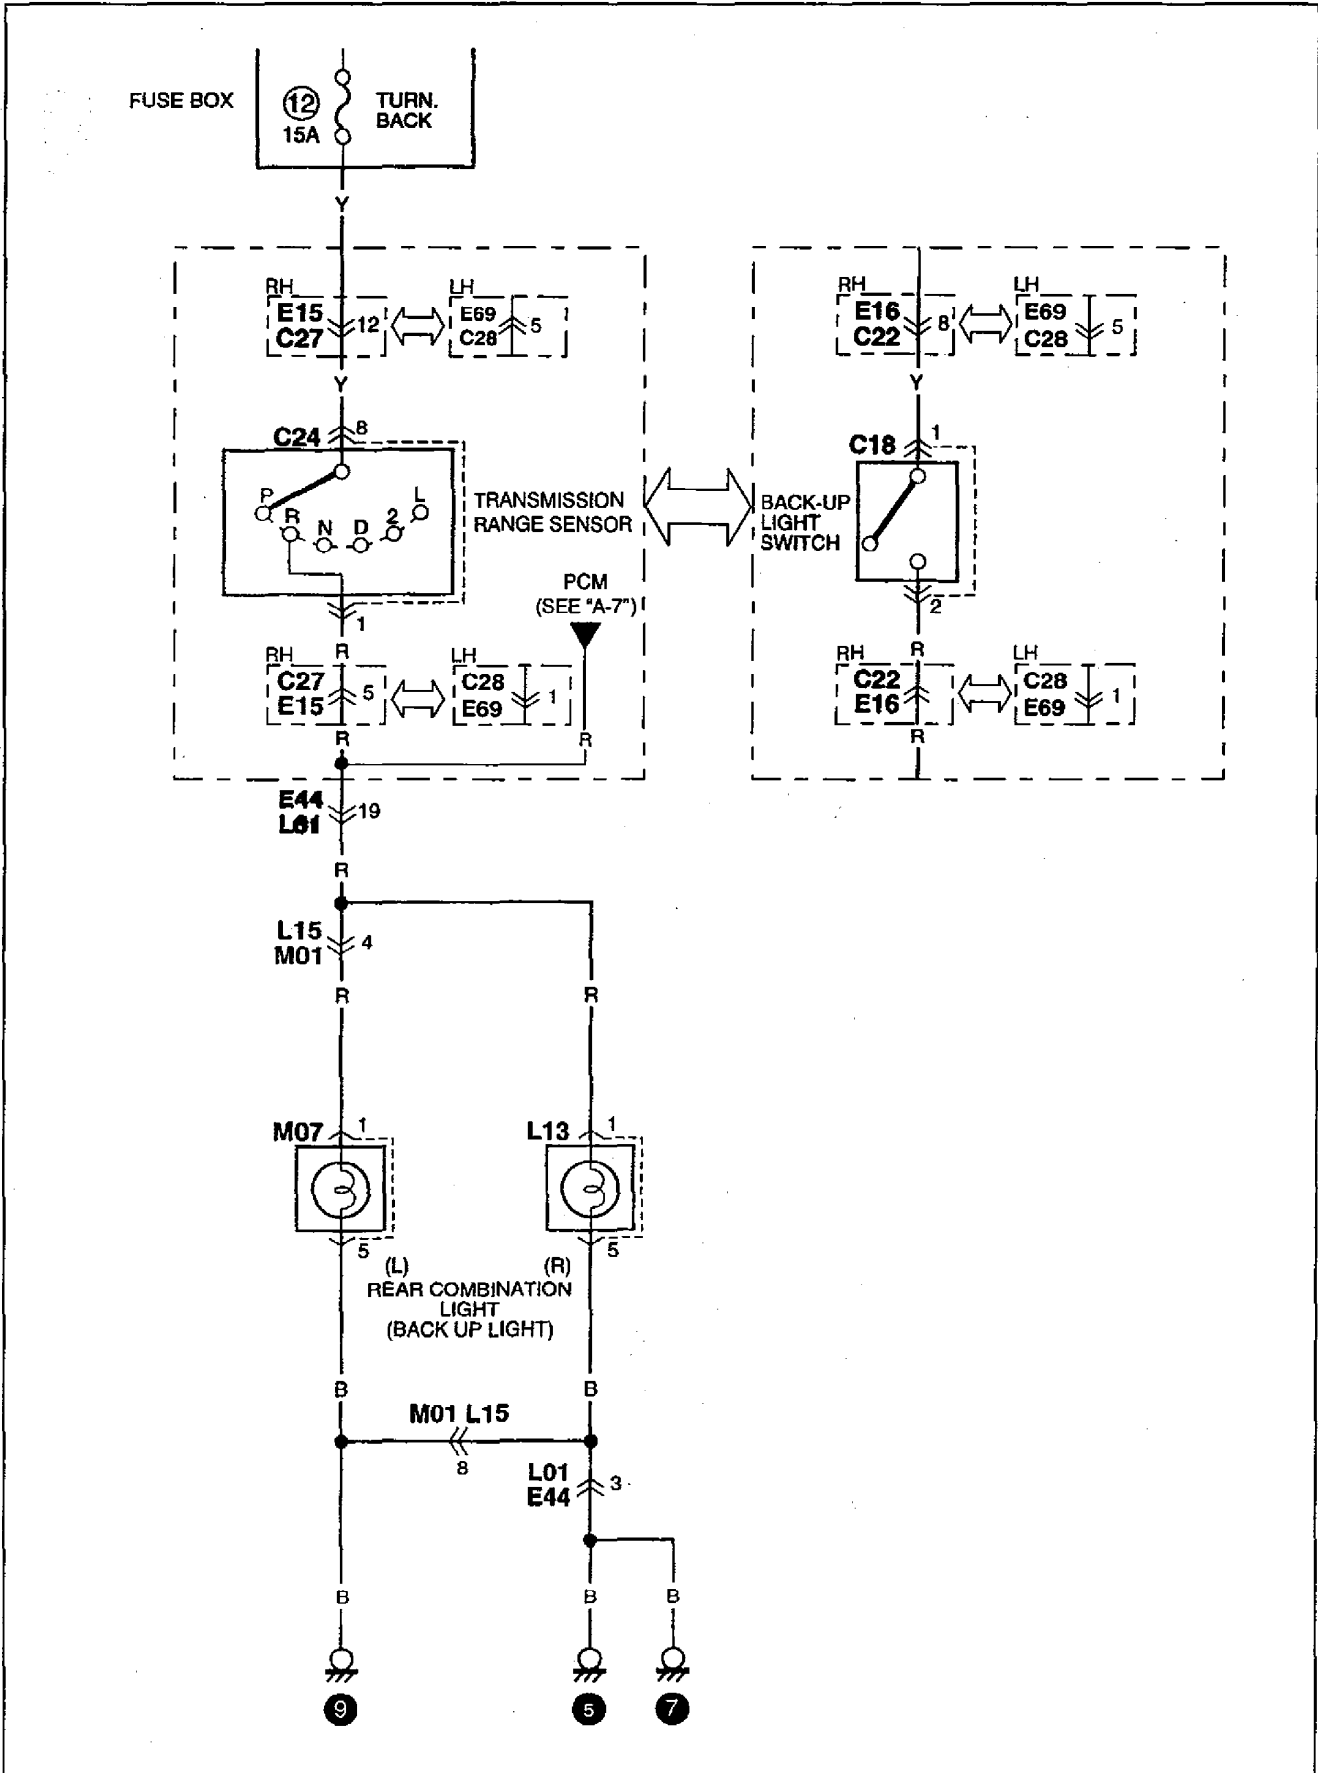 FUSE BOX
12
15A
TURN.
BACK
Y
RH
E15
C27
12
LH
E69
C28
5
RH
E16
C22
8
LH
E69
C28
5
Y
Y
C24
8
C18
1
P
R
N
D
2
L
TRANSMISSION
RANGE SENSOR
BACK-UP
LIGHT
SWITCH
PCM
(SEE "A-7")
1
2
R
R
RH
C27
E15
5
LH
C28
E69
1
RH
C22
E16
LH
C28
E69
1
R
R
R
E44
L01
19
R
L15
M01
4
R
R
M07
1
L13
1
5
5
(L)
(R)
REAR COMBINATION
LIGHT
(BACK UP LIGHT)
B
B
M01 L15
8
L01
E44
3
B
B
B
9
5
7